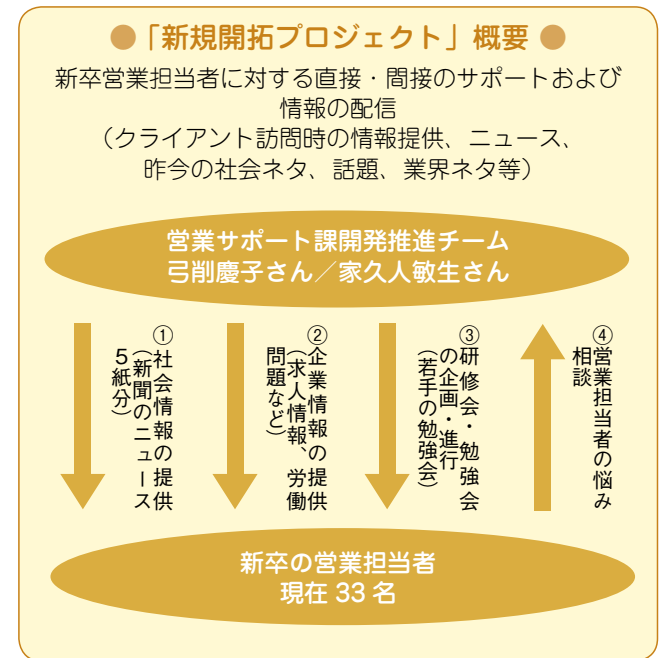 ●「新規開拓プロジェクト」概要●
新卒営業担当者に対する直接・間接のサポートおよび
情報の配信
（クライアント訪問時の情報提供、ニュース、
昨今の社会ネタ、話題、業界ネタ等）
営業サポート課開発推進チーム
弓削慶子さん／家久人敏生さん
①社会情報の提供
（新聞のニュース
５紙分）
②企業情報の提供
（求人情報、労働
問題など）
③研修会・勉強会
の企画・進行
（若手の勉強会）
④営業担当者の悩み
相談
新卒の営業担当者
現在 33 名